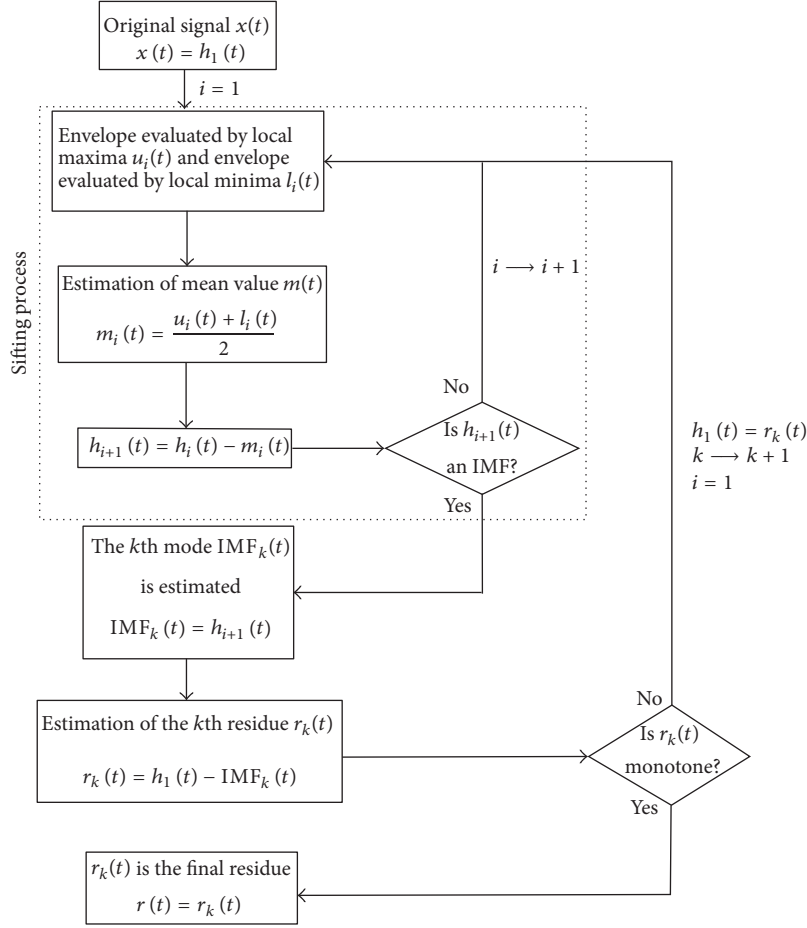 Original signal x(t)
x (t) = h₁ (t)
i = 1
Sifting process
Envelope evaluated by local
maxima uᵢ(t) and envelope
evaluated by local minima lᵢ(t)
i ⟶ i + 1
Estimation of mean value m(t)
mᵢ (t) = (uᵢ (t) + lᵢ (t))/2
No
hᵢ₊₁ (t) = hᵢ (t) − mᵢ (t)
Is hᵢ₊₁(t)
an IMF?
Yes
h₁ (t) = rₖ (t)
k ⟶ k + 1
i = 1
The kth mode IMFₖ(t)
is estimated
IMFₖ (t) = hᵢ₊₁ (t)
Estimation of the kth residue rₖ(t)
rₖ (t) = h₁ (t) − IMFₖ (t)
No
Is rₖ(t)
monotone?
Yes
rₖ(t) is the final residue
r (t) = rₖ (t)